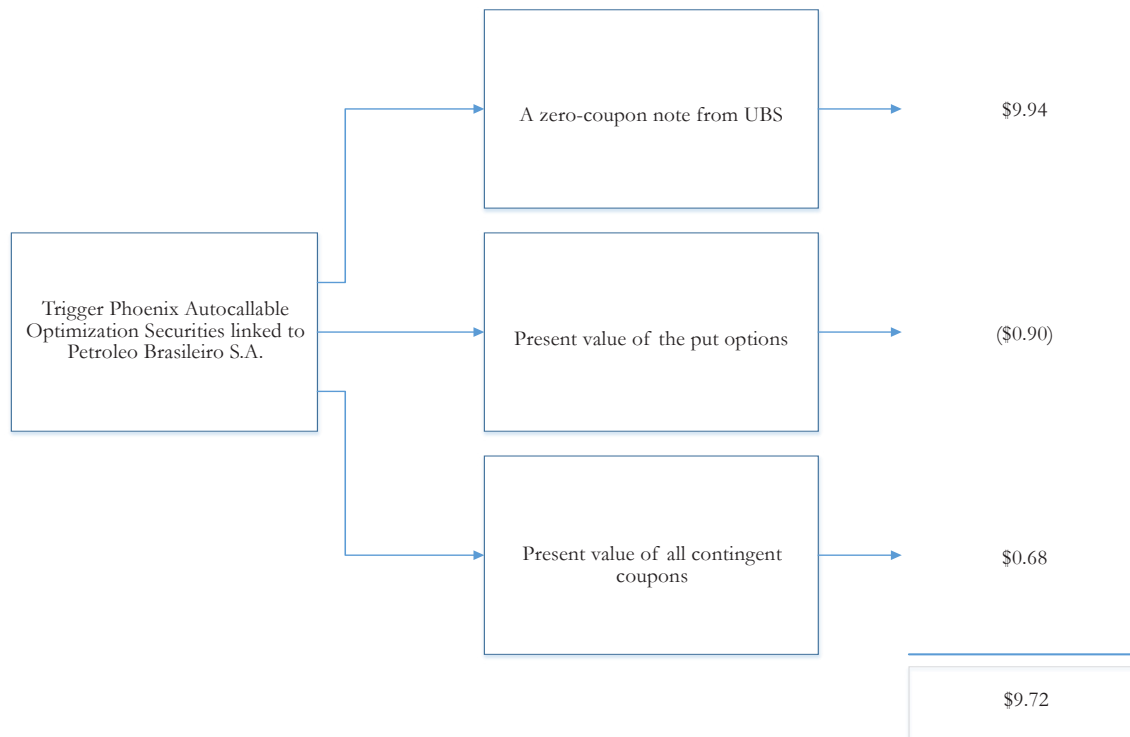 A zero-coupon note from UBS
$9.94
Trigger Phoenix Autocallable
Optimization Securities linked to
Petroleo Brasileiro S.A.
Present value of the put options
($0.90)
Present value of all contingent
coupons
$0.68
$9.72